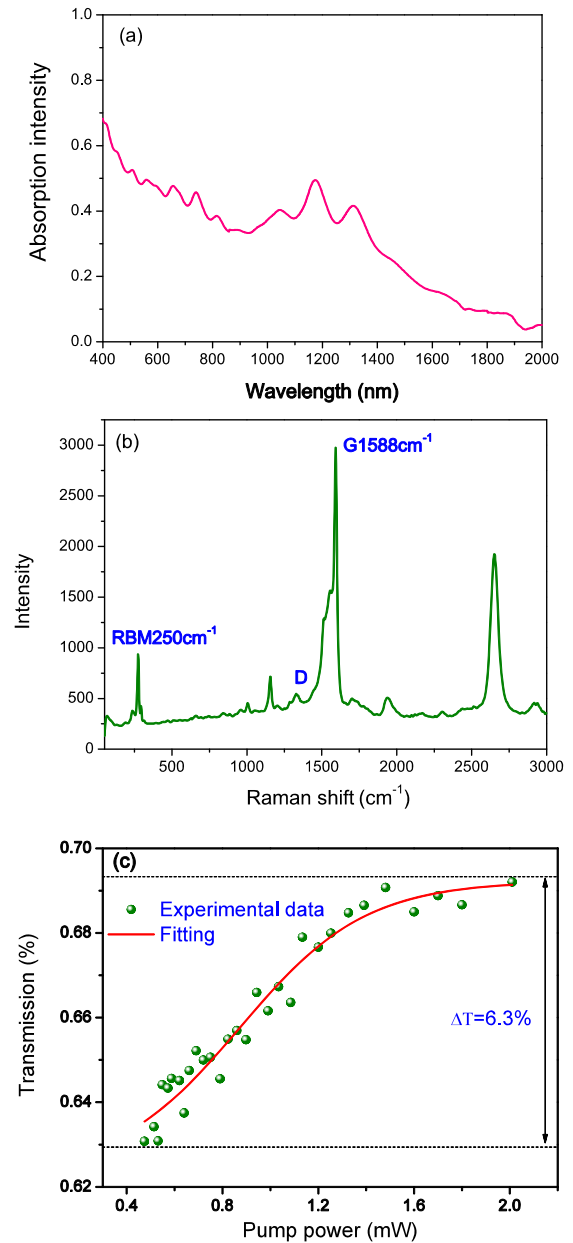 (a)
Absorption intensity
1.0
0.8
0.6
0.4
0.2
0.0
400 600 800 1000 1200 1400 1600 1800 2000
Wavelength (nm)
(b)
G1588cm⁻¹
RBM250cm⁻¹
D
Intensity
3000
2500
2000
1500
1000
500
0
500 1000 1500 2000 2500 3000
Raman shift (cm⁻¹)
(c)
Experimental data
Fitting
ΔT=6.3%
Transmission (%)
0.70
0.68
0.66
0.64
0.62
0.4 0.8 1.2 1.6 2.0
Pump power (mW)